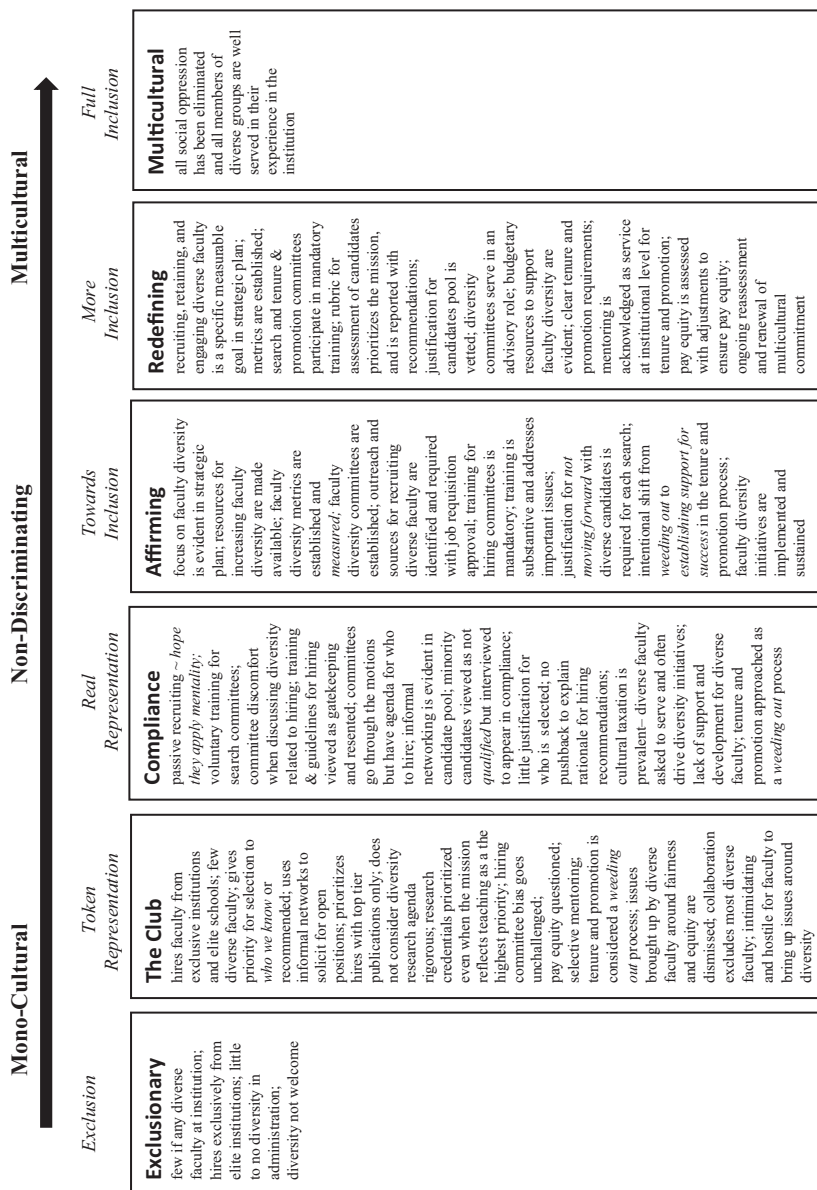 Mono-Cultural
Non-Discriminating
Multicultural
Exclusion
Token
Representation
Real
Representation
Towards
Inclusion
More
Inclusion
Full
Inclusion
Exclusionary
few if any diverse
faculty at institution;
hires exclusively from
elite institutions; little
to no diversity in
administration;
diversity not welcome
The Club
hires faculty from
exclusive institutions
and elite schools; few
diverse faculty; gives
priority for selection to
who we know or
recommended; uses
informal networks to
solicit for open
positions; prioritizes
hires with top tier
publications only; does
not consider diversity
research agenda
rigorous; research
credentials prioritized
even when the mission
reflects teaching as a the
highest priority; hiring
committee bias goes
unchallenged;
pay equity questioned;
selective mentoring;
tenure and promotion is
considered a weeding
out process; issues
brought up by diverse
faculty around fairness
and equity are
dismissed; collaboration
excludes most diverse
faculty; intimidating
and hostile for faculty to
bring up issues around
diversity
Compliance
passive recruiting ~ hope
they apply mentality;
voluntary training for
search committees;
committee discomfort
when discussing diversity
related to hiring; training
& guidelines for hiring
viewed as gatekeeping
and resented; committees
go through the motions
but have agenda for who
to hire; informal
networking is evident in
candidate pool; minority
candidates viewed as not
qualified but interviewed
to appear in compliance;
little justification for
who is selected; no
pushback to explain
rationale for hiring
recommendations;
cultural taxation is
prevalent– diverse faculty
asked to serve and often
drive diversity initiatives;
lack of support and
development for diverse
faculty; tenure and
promotion approached as
a weeding out process
Affirming
focus on faculty diversity
is evident in strategic
plan; resources for
increasing faculty
diversity are made
available; faculty
diversity metrics are
established and
measured; faculty
diversity committees are
established; outreach and
sources for recruiting
diverse faculty are
identified and required
with job requisition
approval; training for
hiring committees is
mandatory; training is
substantive and addresses
important issues;
justification for not
moving forward with
diverse candidates is
required for each search;
intentional shift from
weeding out to
establishing support for
success in the tenure and
promotion process;
faculty diversity
initiatives are
implemented and
sustained
Redefining
recruiting, retaining, and
engaging diverse faculty
is a specific measurable
goal in strategic plan;
metrics are established;
search and tenure &
promotion committees
participate in mandatory
training; rubric for
assessment of candidates
prioritizes the mission,
and is reported with
recommendations;
justification for
candidates pool is
vetted; diversity
committees serve in an
advisory role; budgetary
resources to support
faculty diversity are
evident; clear tenure and
promotion requirements;
mentoring is
acknowledged as service
at institutional level for
tenure and promotion;
pay equity is assessed
with adjustments to
ensure pay equity;
ongoing reassessment
and renewal of
multicultural
commitment
Multicultural
all social oppression
has been eliminated
and all members of
diverse groups are well
served in their
experience in the
institution